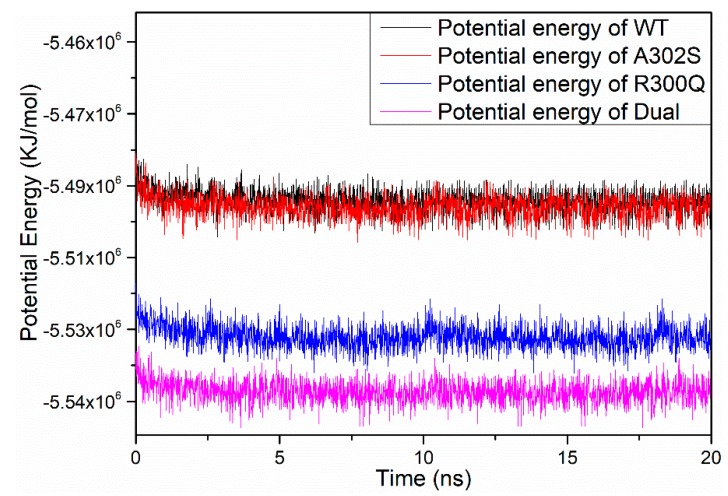 Potential energy of WT
Potential energy of A302S
Potential energy of R300Q
Potential energy of Dual
Potential Energy (KJ/mol)
-5.46x10⁶
-5.47x10⁶
-5.49x10⁶
-5.51x10⁶
-5.53x10⁶
-5.54x10⁶
0 5 10 15 20
Time (ns)